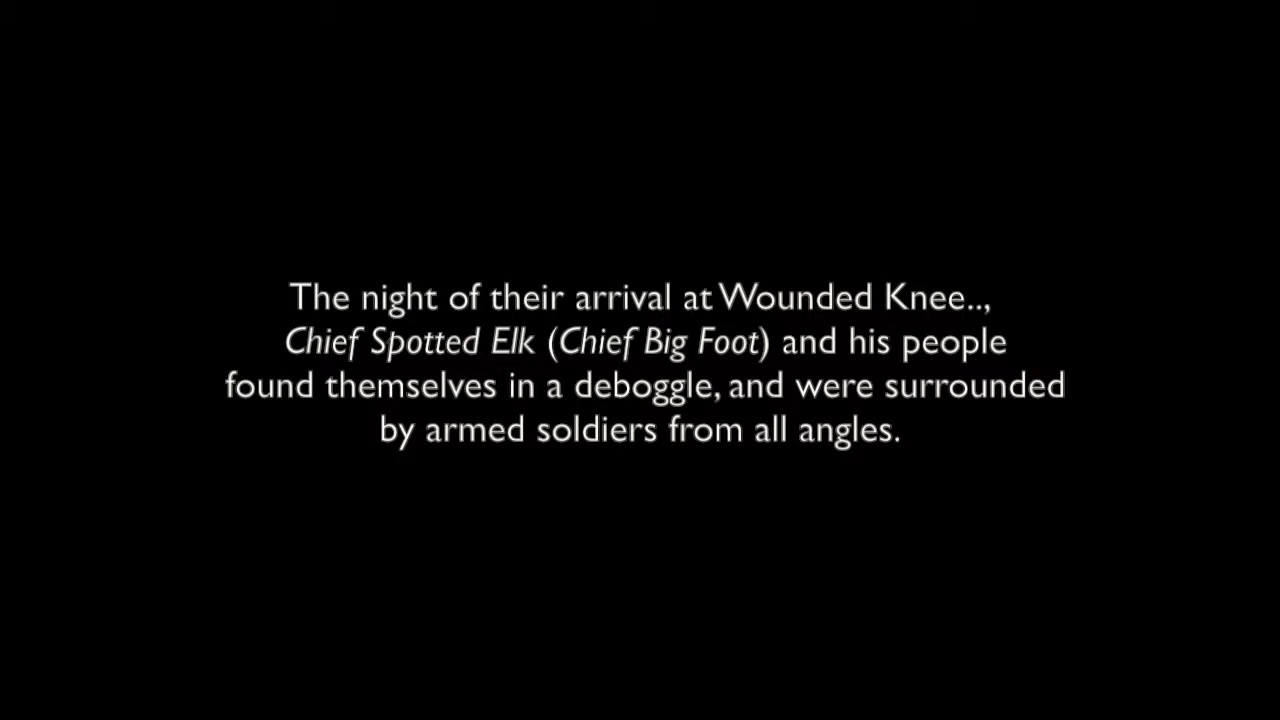 The night of their arrival at Wounded Knee..,
Chief Spotted Elk (Chief Big Foot) and his people
found themselves in a deboggle, and were surrounded
by armed soldiers from all angles.